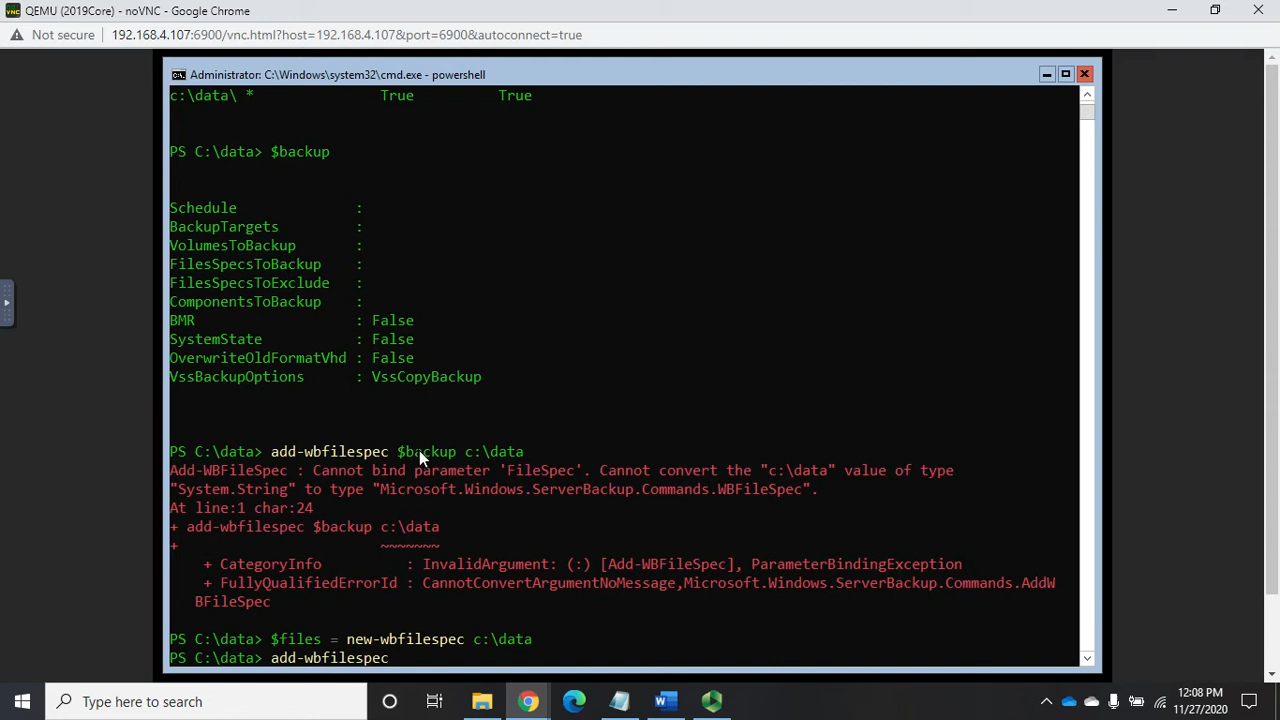 QEMU (2019Core) - noVNC - Google Chrome
Not secure 192.168.4.107:6900/vnc.html?host=192.168.4.107&port=6900&autoconnect=true
Administrator: C:\Windows\system32\cmd.exe - powershell
c:\data\ * True True
PS C:\data> $backup
Schedule :
BackupTargets :
VolumesToBackup :
FilesSpecsToBackup :
FilesSpecsToExclude :
ComponentsToBackup :
BMR : False
SystemState : False
OverwriteOldFormatVhd : False
VssBackupOptions : VssCopyBackup
PS C:\data> add-wbfilespec $backup c:\data
Add-WBFileSpec : Cannot bind parameter 'FileSpec'. Cannot convert the "c:\data" value of type
"System.String" to type "Microsoft.Windows.ServerBackup.Commands.WBFileSpec".
At line:1 char:24
+ add-wbfilespec $backup c:\data
+ ~~~~~~~
+ CategoryInfo : InvalidArgument: (:) [Add-WBFileSpec], ParameterBindingException
+ FullyQualifiedErrorId : CannotConvertArgumentNoMessage,Microsoft.Windows.ServerBackup.Commands.AddW
BFileSpec
PS C:\data> $files = new-wbfilespec c:\data
PS C:\data> add-wbfilespec
Type here to search
12:08 PM
11/27/2020